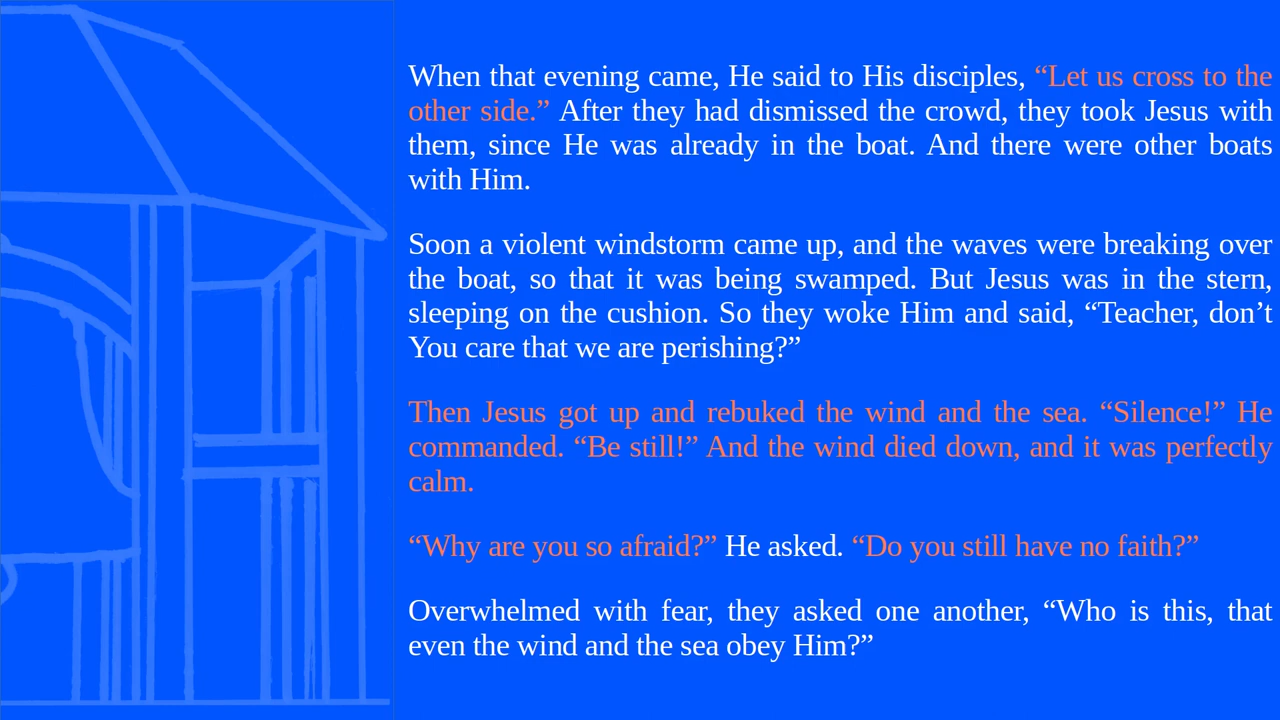 When that evening came, He said to His disciples, “Let us cross to the
other side.” After they had dismissed the crowd, they took Jesus with
them, since He was already in the boat. And there were other boats
with Him.
Soon a violent windstorm came up, and the waves were breaking over
the boat, so that it was being swamped. But Jesus was in the stern,
sleeping on the cushion. So they woke Him and said, “Teacher, don’t
You care that we are perishing?”
Then Jesus got up and rebuked the wind and the sea. “Silence!” He
commanded. “Be still!” And the wind died down, and it was perfectly
calm.
“Why are you so afraid?” He asked. “Do you still have no faith?”
Overwhelmed with fear, they asked one another, “Who is this, that
even the wind and the sea obey Him?”